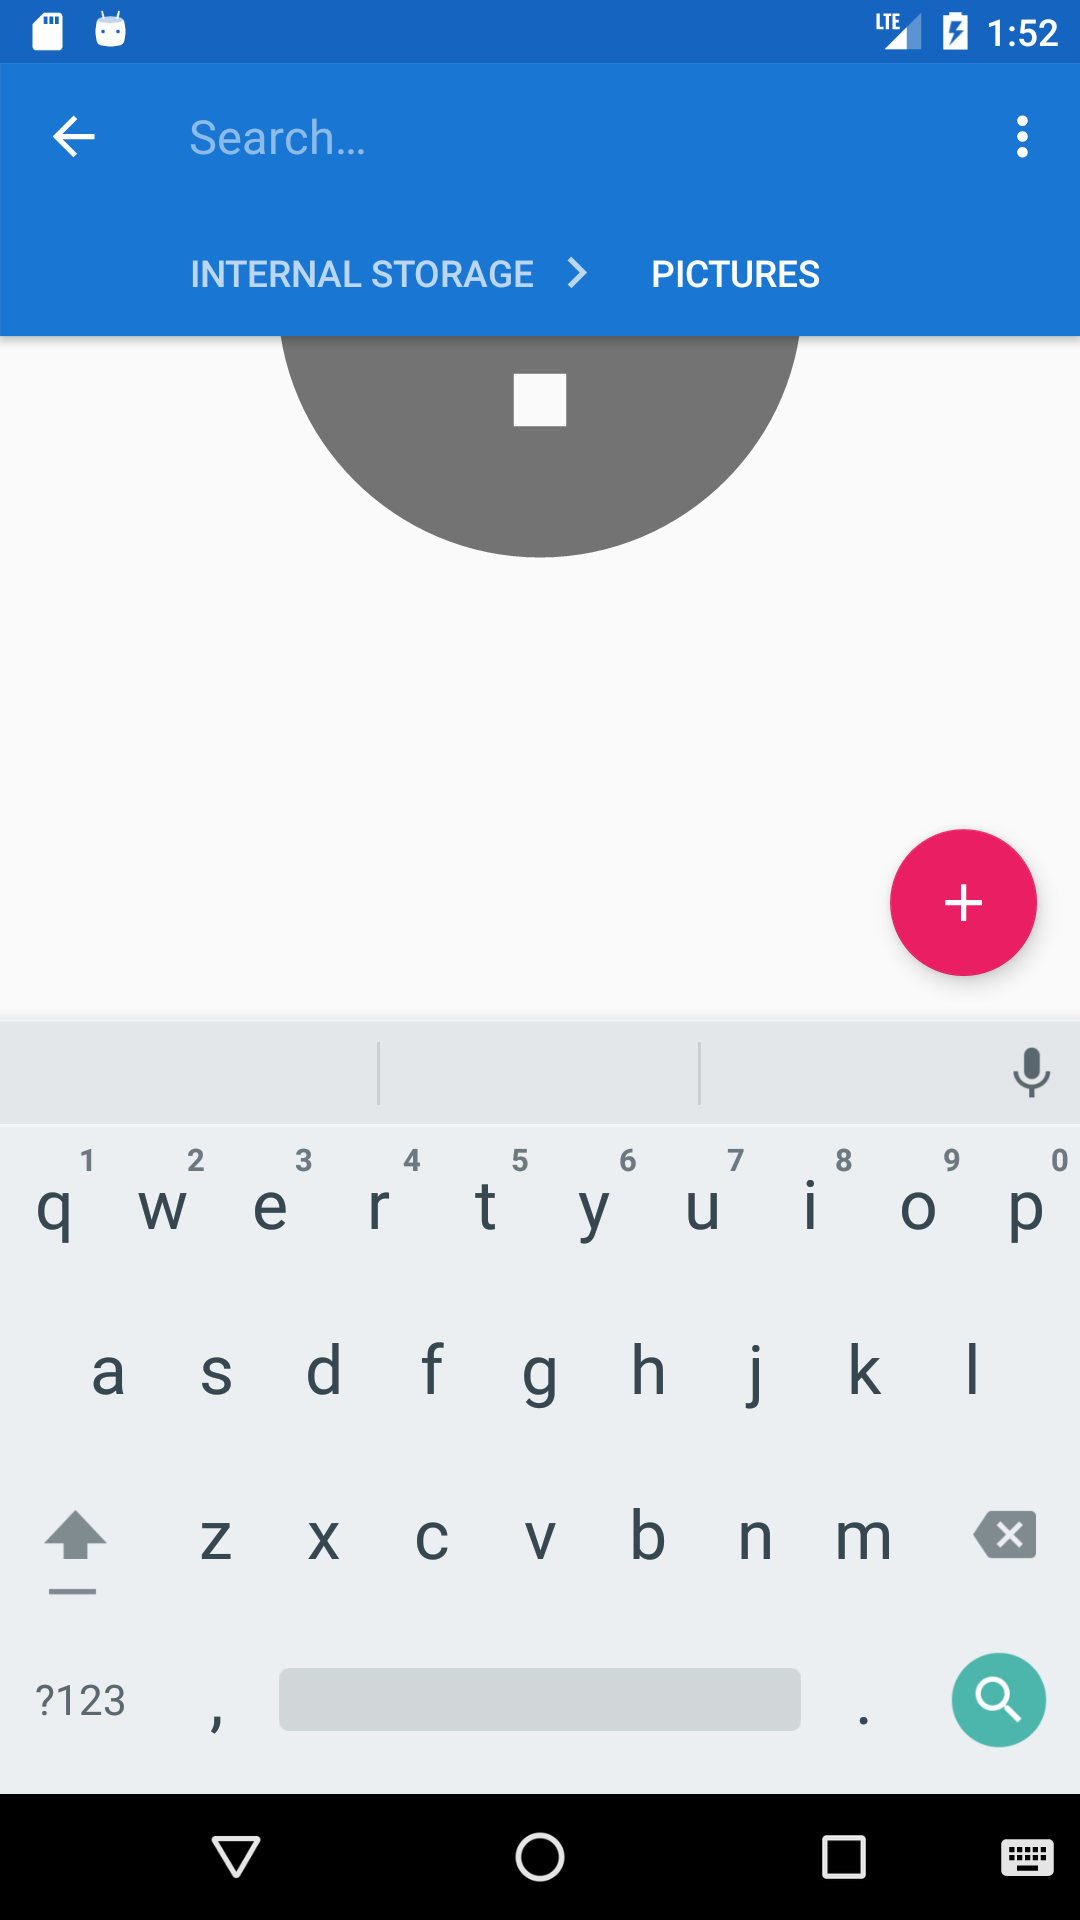 LTE 1:52
Search...
INTERNAL STORAGE PICTURES
1 2 3 4 5 6 7 8 9 0
q w e r t y u i o p
a s d f g h j k l
z x c v b n m
?123 , .